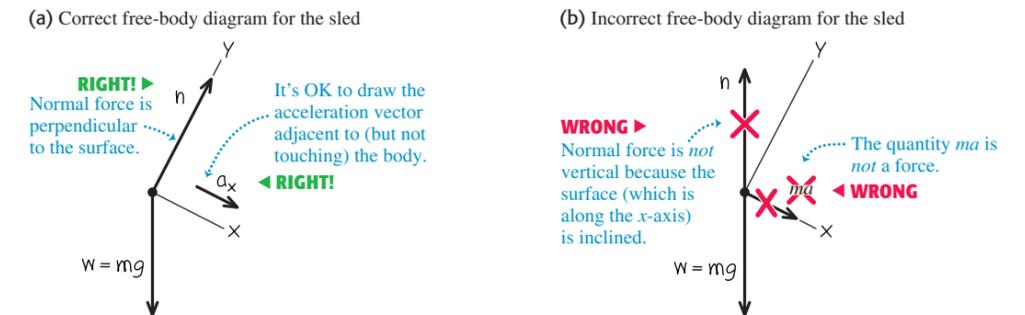 (a) Correct free-body diagram for the sled
Y
RIGHT! ▶
Normal force is
perpendicular
to the surface.
n
It's OK to draw the
acceleration vector
adjacent to (but not
touching) the body.
◀ RIGHT!
ax
x
w = mg
(b) Incorrect free-body diagram for the sled
Y
n
WRONG ▶
Normal force is not
vertical because the
surface (which is
along the x-axis)
is inclined.
The quantity ma is
not a force.
◀ WRONG
ma
x
w = mg